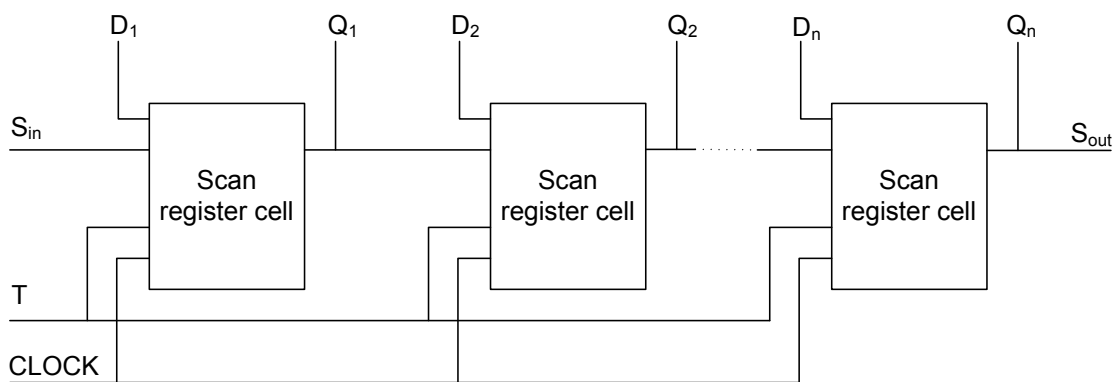 D₁ Q₁ D₂ Q₂ Dₙ Qₙ
Sᵢₙ Sₒᵤₜ
Scan
register cell
Scan
register cell
Scan
register cell
T
CLOCK